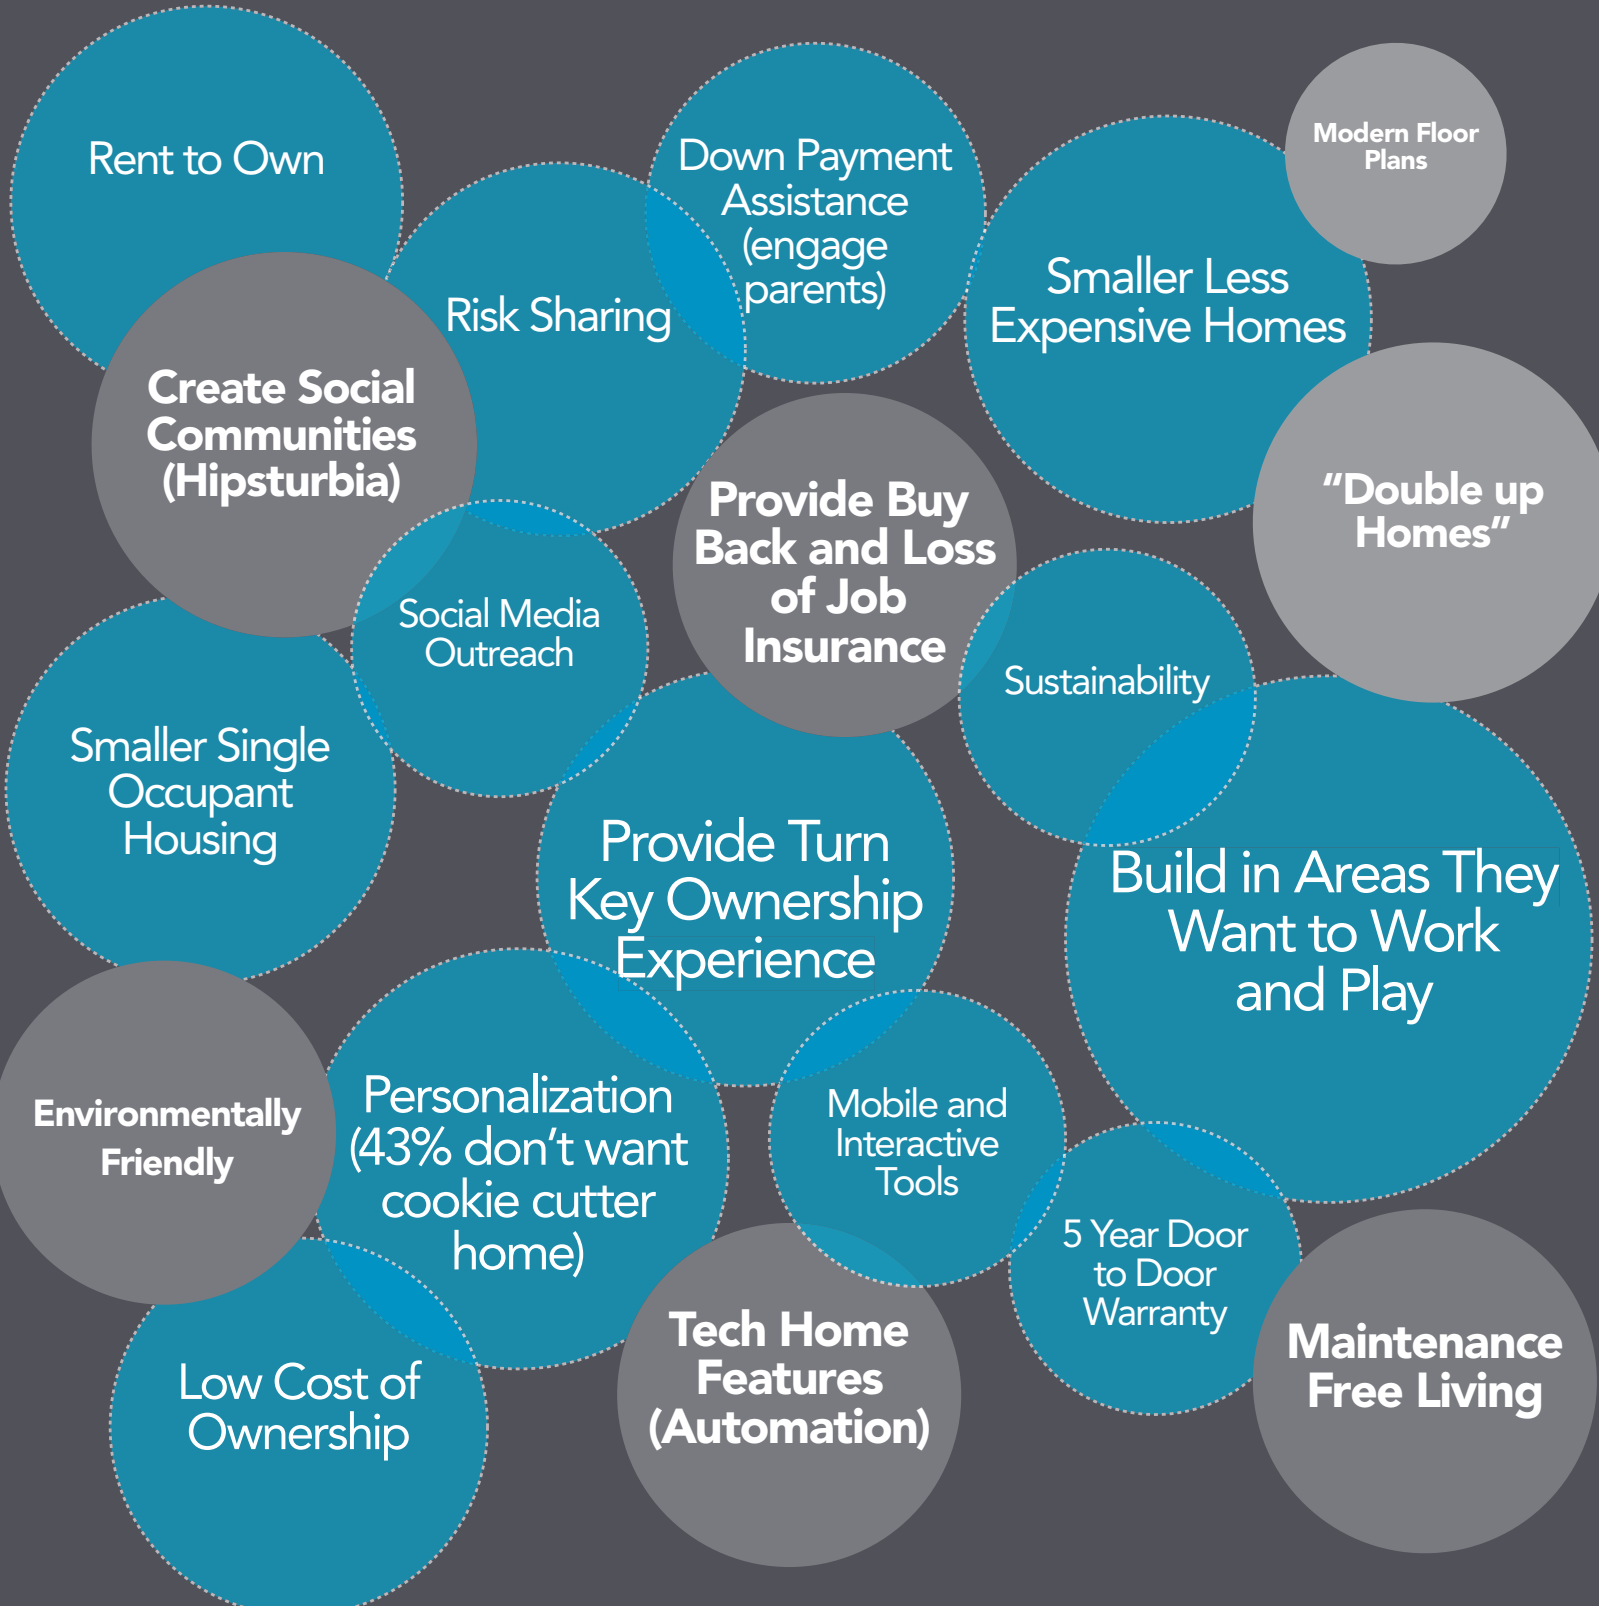 Rent to Own
Down Payment
Assistance
(engage
parents)
Modern Floor
Plans
Risk Sharing
Smaller Less
Expensive Homes
Create Social
Communities
(Hipsturbia)
Provide Buy
Back and Loss
of Job
Insurance
"Double up
Homes"
Social Media
Outreach
Sustainability
Smaller Single
Occupant
Housing
Provide Turn
Key Ownership
Experience
Build in Areas They
Want to Work
and Play
Environmentally
Friendly
Personalization
(43% don't want
cookie cutter
home)
Mobile and
Interactive
Tools
5 Year Door
to Door
Warranty
Low Cost of
Ownership
Tech Home
Features
(Automation)
Maintenance
Free Living